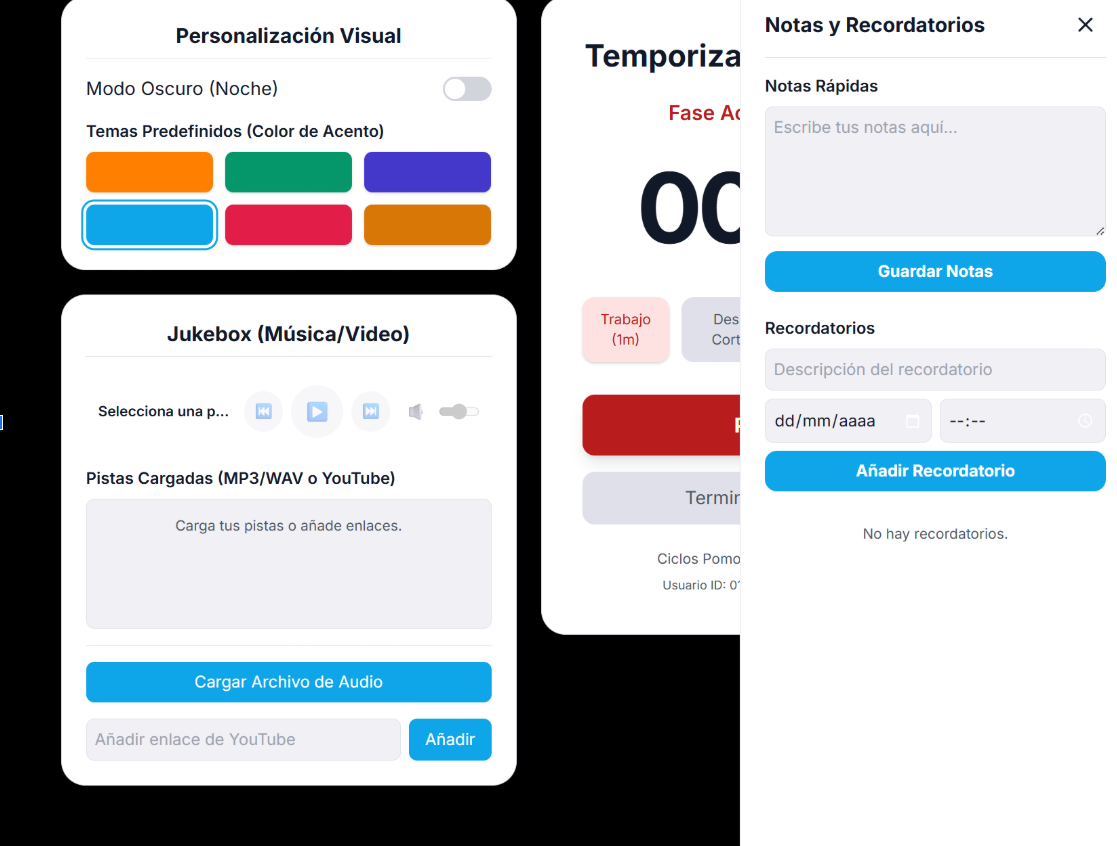 Personalización Visual
Modo Oscuro (Noche)
Temas Predefinidos (Color de Acento)
Jukebox (Música/Video)
Selecciona una p...
Pistas Cargadas (MP3/WAV o YouTube)
Carga tus pistas o añade enlaces.
Cargar Archivo de Audio
Añadir enlace de YouTube
Añadir
Temporiza
Fase Ac
00
Trabajo
(1m)
Des
Cort
Termin
Ciclos Pomo
Usuario ID: 01
Notas y Recordatorios
Notas Rápidas
Escribe tus notas aquí...
Guardar Notas
Recordatorios
Descripción del recordatorio
dd/mm/aaaa
--:--
Añadir Recordatorio
No hay recordatorios.